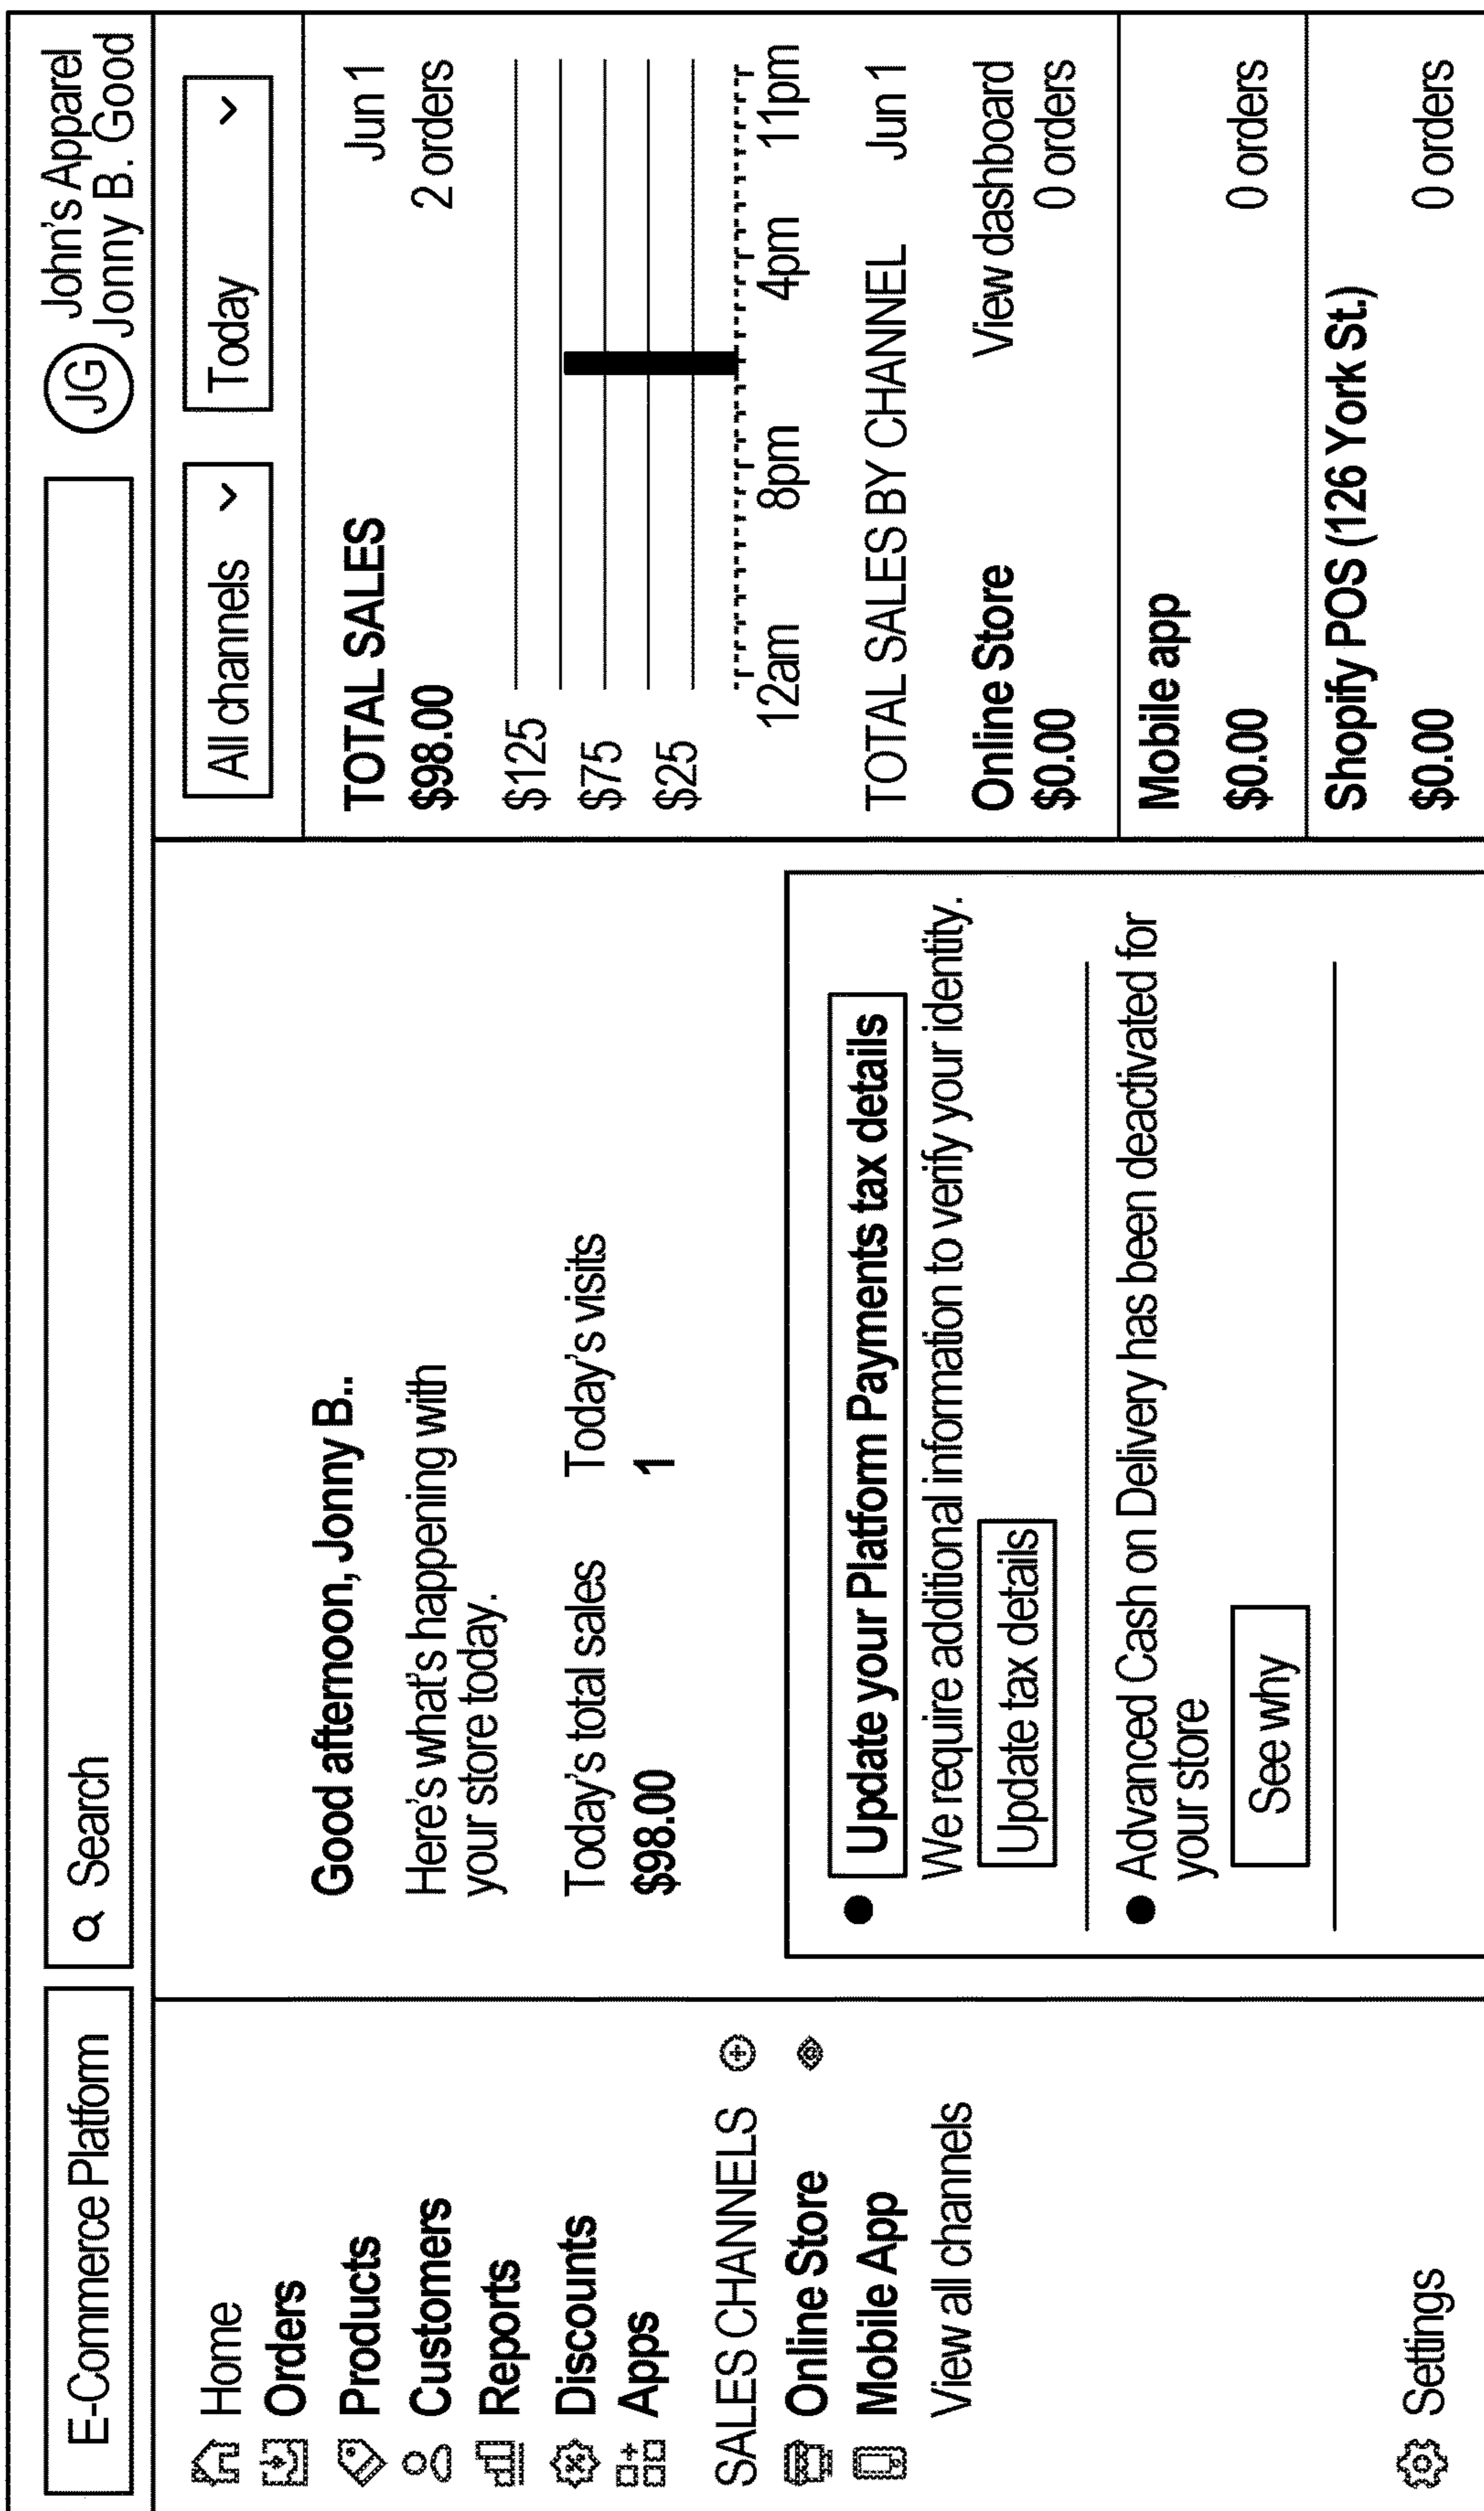 E-Commerce Platform
Search
JG
John's Apparel
Jonny B. Good
Home
Orders
Products
Customers
Reports
Discounts
Apps
SALES CHANNELS
Online Store
Mobile App
View all channels
Settings
Good afternoon, Jonny B..
Here's what's happening with
your store today.
Today's total sales Today's visits
$98.00 1
Update your Platform Payments tax details
We require additional information to verify your identity.
Update tax details
Advanced Cash on Delivery has been deactivated for
your store
See why
All channels Today
TOTAL SALES Jun 1
$98.00 2 orders
$125
$75
$25
12am 8pm 4pm 11pm
TOTAL SALES BY CHANNEL Jun 1
Online Store View dashboard
$0.00 0 orders
Mobile app
$0.00 0 orders
Shopify POS (126 York St.)
$0.00 0 orders